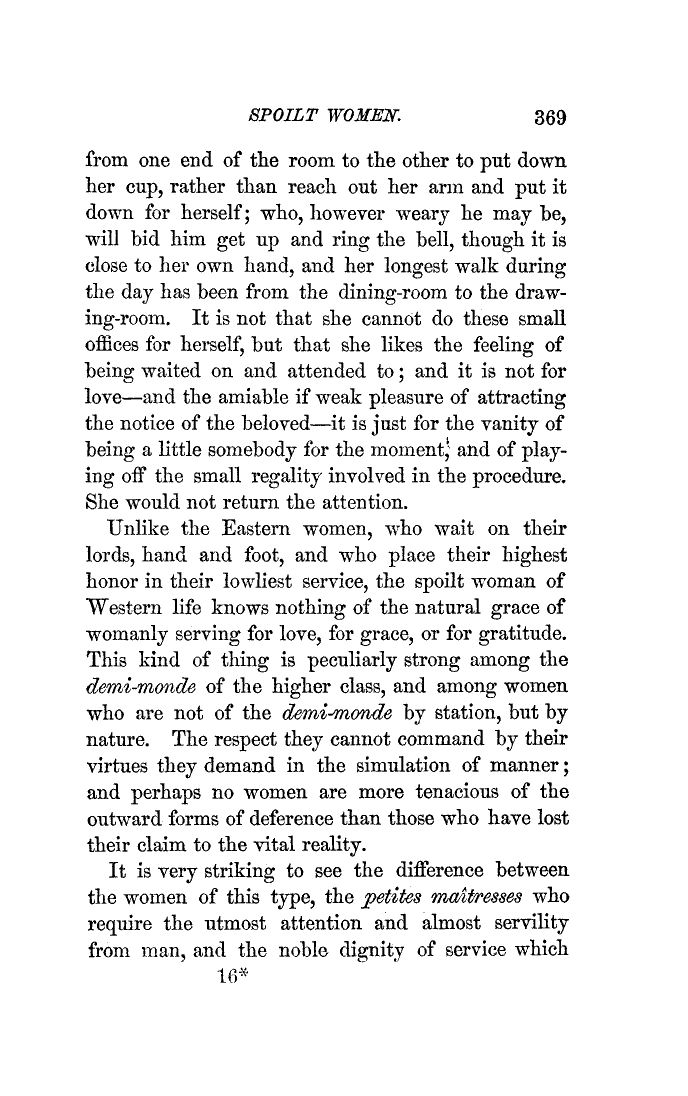 SPOILT WOMEN. 369
from one end of the room to the other to put down
her cup, rather than reach out her arm and put it
down for herself; who, however weary he may be,
will bid him get up and ring the bell, though it is
close to her own hand, and her longest walk during
the day has been from the dining-room to the draw-
ing-room. It is not that she cannot do these small
offices for herself, but that she likes the feeling of
being waited on and attended to; and it is not for
love—and the amiable if weak pleasure of attracting
the notice of the beloved—it is just for the vanity of
being a little somebody for the moment, and of play-
ing off the small regality involved in the procedure.
She would not return the attention.
Unlike the Eastern women, who wait on their
lords, hand and foot, and who place their highest
honor in their lowliest service, the spoilt woman of
Western life knows nothing of the natural grace of
womanly serving for love, for grace, or for gratitude.
This kind of thing is peculiarly strong among the
demi-monde of the higher class, and among women
who are not of the demi-monde by station, but by
nature. The respect they cannot command by their
virtues they demand in the simulation of manner;
and perhaps no women are more tenacious of the
outward forms of deference than those who have lost
their claim to the vital reality.
It is very striking to see the difference between
the women of this type, the petites maîtresses who
require the utmost attention and almost servility
from man, and the noble dignity of service which
16*